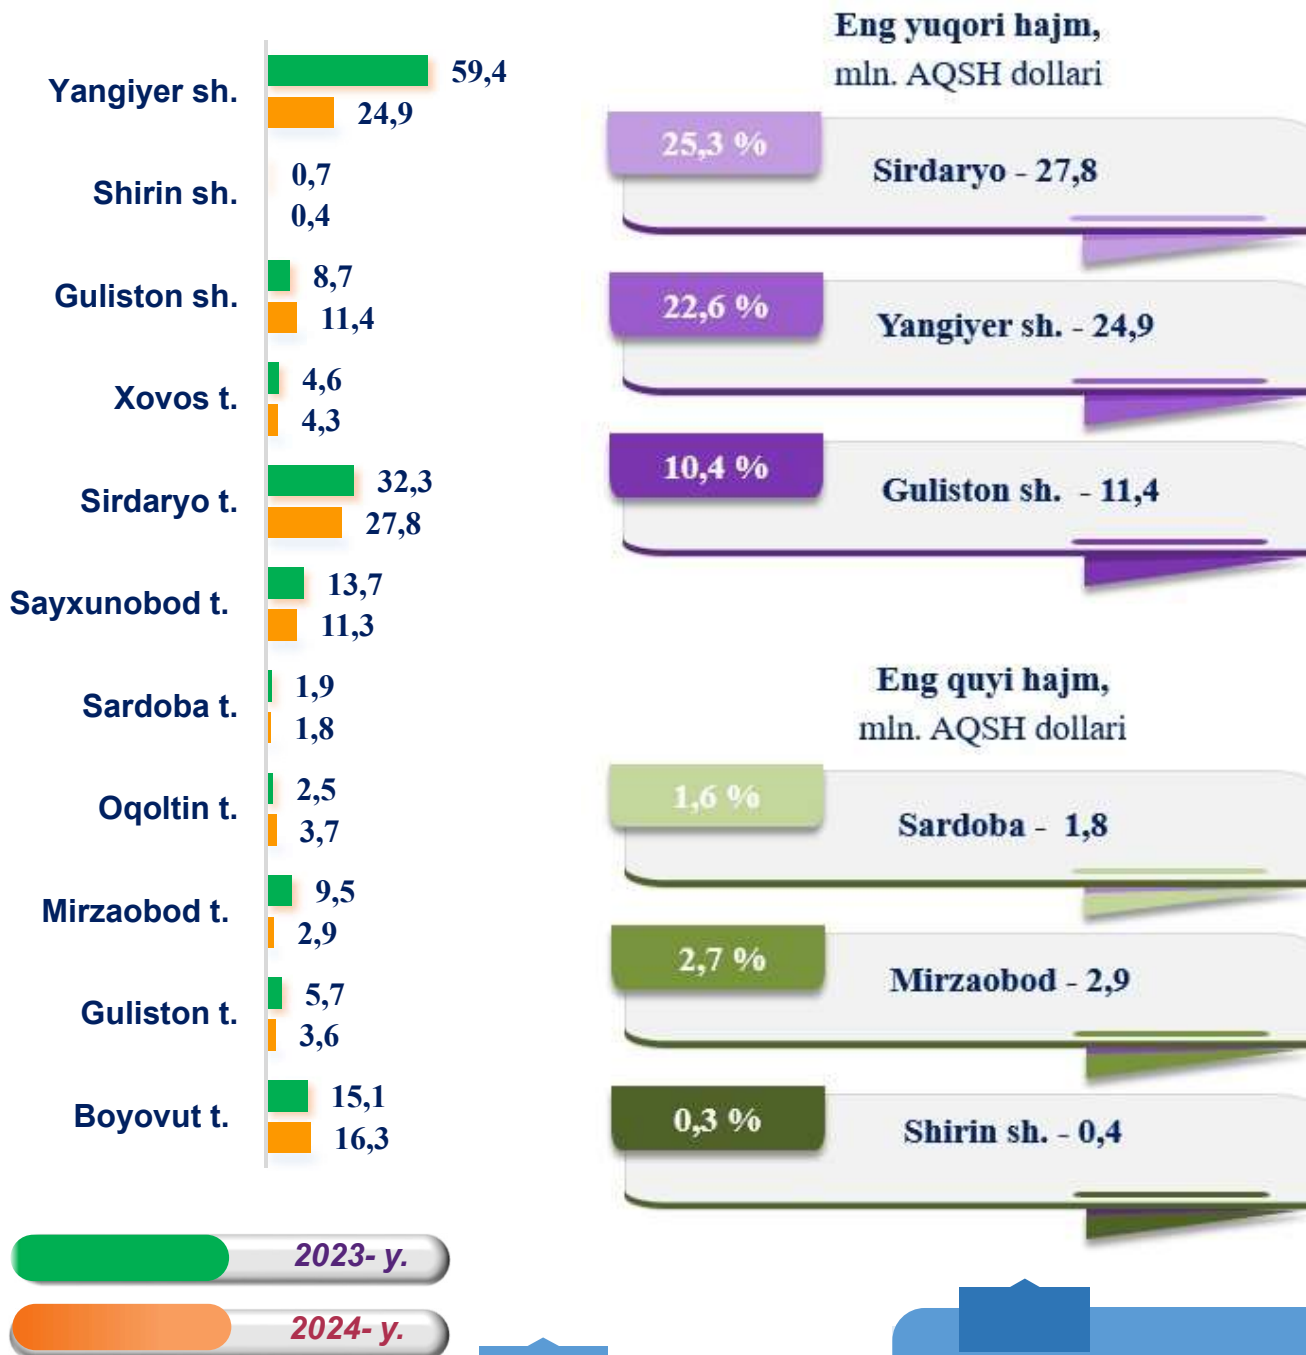 Yangiyer sh.
59,4
24,9
Shirin sh.
0,7
0,4
Guliston sh.
8,7
11,4
Xovos t.
4,6
4,3
Sirdaryo t.
32,3
27,8
Sayxunobod t.
13,7
11,3
Sardoba t.
1,9
1,8
Oqoltin t.
2,5
3,7
Mirzaobod t.
9,5
2,9
Guliston t.
5,7
3,6
Boyovut t.
15,1
16,3
2023- y.
2024- y.
Eng yuqori hajm,
mln. AQSH dollari
25,3 %
Sirdaryo - 27,8
22,6 %
Yangiyer sh. - 24,9
10,4 %
Guliston sh. - 11,4
Eng quyi hajm,
mln. AQSH dollari
1,6 %
Sardoba - 1,8
2,7 %
Mirzaobod - 2,9
0,3 %
Shirin sh. - 0,4